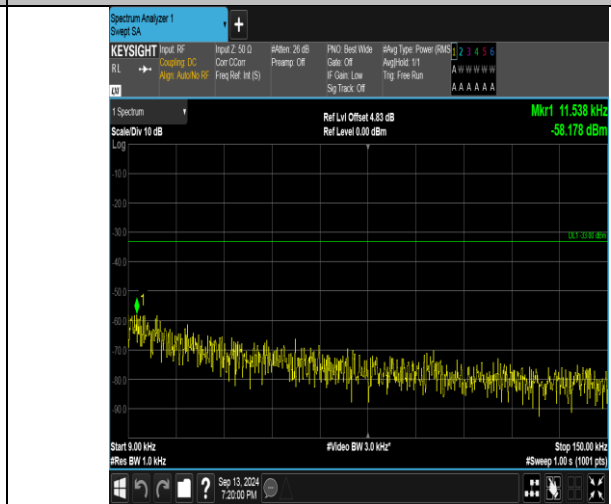 Spectrum Analyzer 1
Swept SA
+
KEYSIGHT
RL
Input: RF
Coupling: DC
Align: Auto/No RF
Input Z: 50 Ω
Corr CCorr
Freq Ref: Int (S)
#Atten: 26 dB
Preamp: Off
PNO: Best Wide
Gate: Off
IF Gain: Low
Sig Track: Off
#Avg Type: Power (RMS
Avg|Hold: 1/1
Trig: Free Run
1 2 3 4 5 6
A W W W W W
A A A A A A
1 Spectrum
Scale/Div 10 dB
Ref Lvl Offset 4.83 dB
Ref Level 0.00 dBm
Mkr1 11.538 kHz
-58.178 dBm
Log
-10.0
-20.0
-30.0
-40.0
-50.0
-60.0
-70.0
-80.0
-90.0
1
Start 9.00 kHz
#Res BW 1.0 kHz
#Video BW 3.0 kHz*
Stop 150.00 kHz
#Sweep 1.00 s (1001 pts)
?
Sep 13, 2024
7:20:00 PM